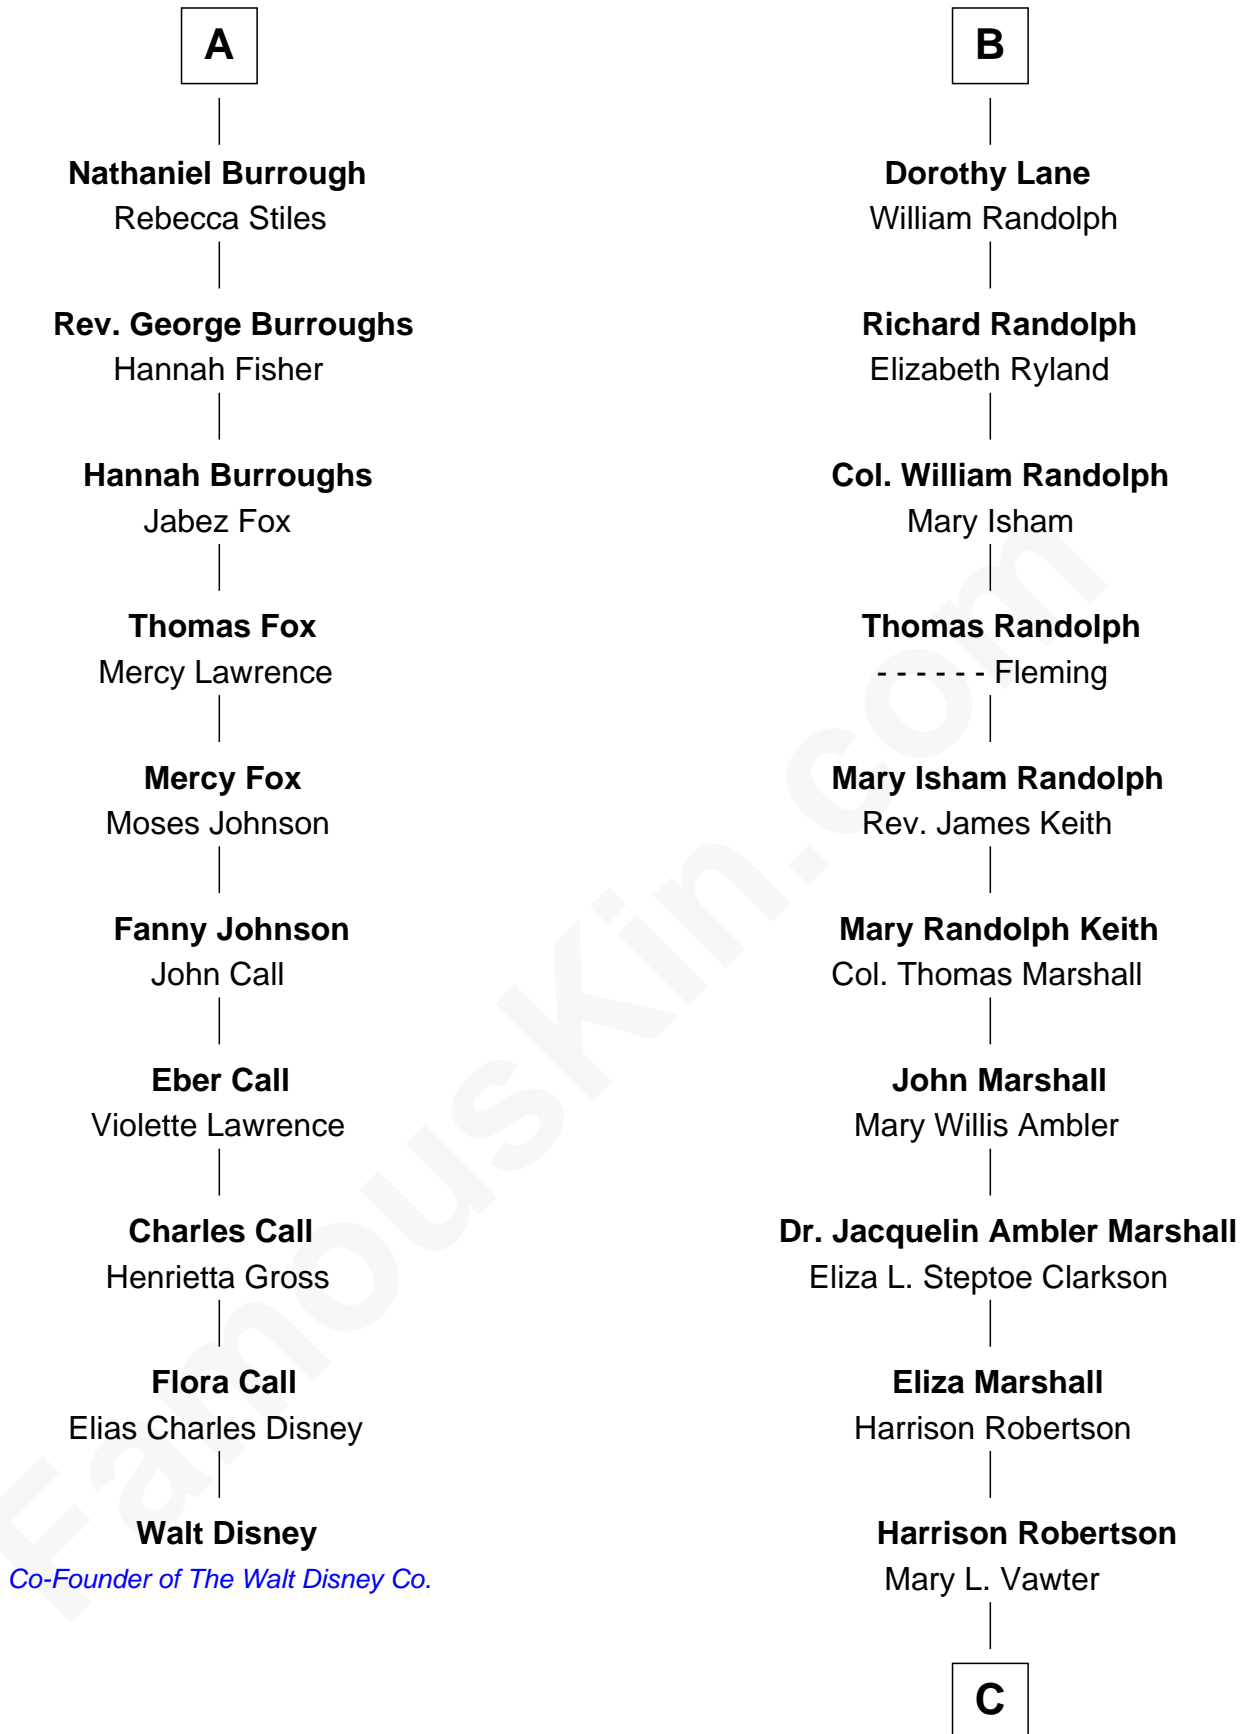 A
Nathaniel Burrough
Rebecca Stiles
Rev. George Burroughs
Hannah Fisher
Hannah Burroughs
Jabez Fox
Thomas Fox
Mercy Lawrence
Mercy Fox
Moses Johnson
Fanny Johnson
John Call
Eber Call
Violette Lawrence
Charles Call
Henrietta Gross
Flora Call
Elias Charles Disney
Walt Disney
Co-Founder of The Walt Disney Co.
B
Dorothy Lane
William Randolph
Richard Randolph
Elizabeth Ryland
Col. William Randolph
Mary Isham
Thomas Randolph
- - - - - - Fleming
Mary Isham Randolph
Rev. James Keith
Mary Randolph Keith
Col. Thomas Marshall
John Marshall
Mary Willis Ambler
Dr. Jacquelin Ambler Marshall
Eliza L. Steptoe Clarkson
Eliza Marshall
Harrison Robertson
Harrison Robertson
Mary L. Vawter
C
FamousKin.com